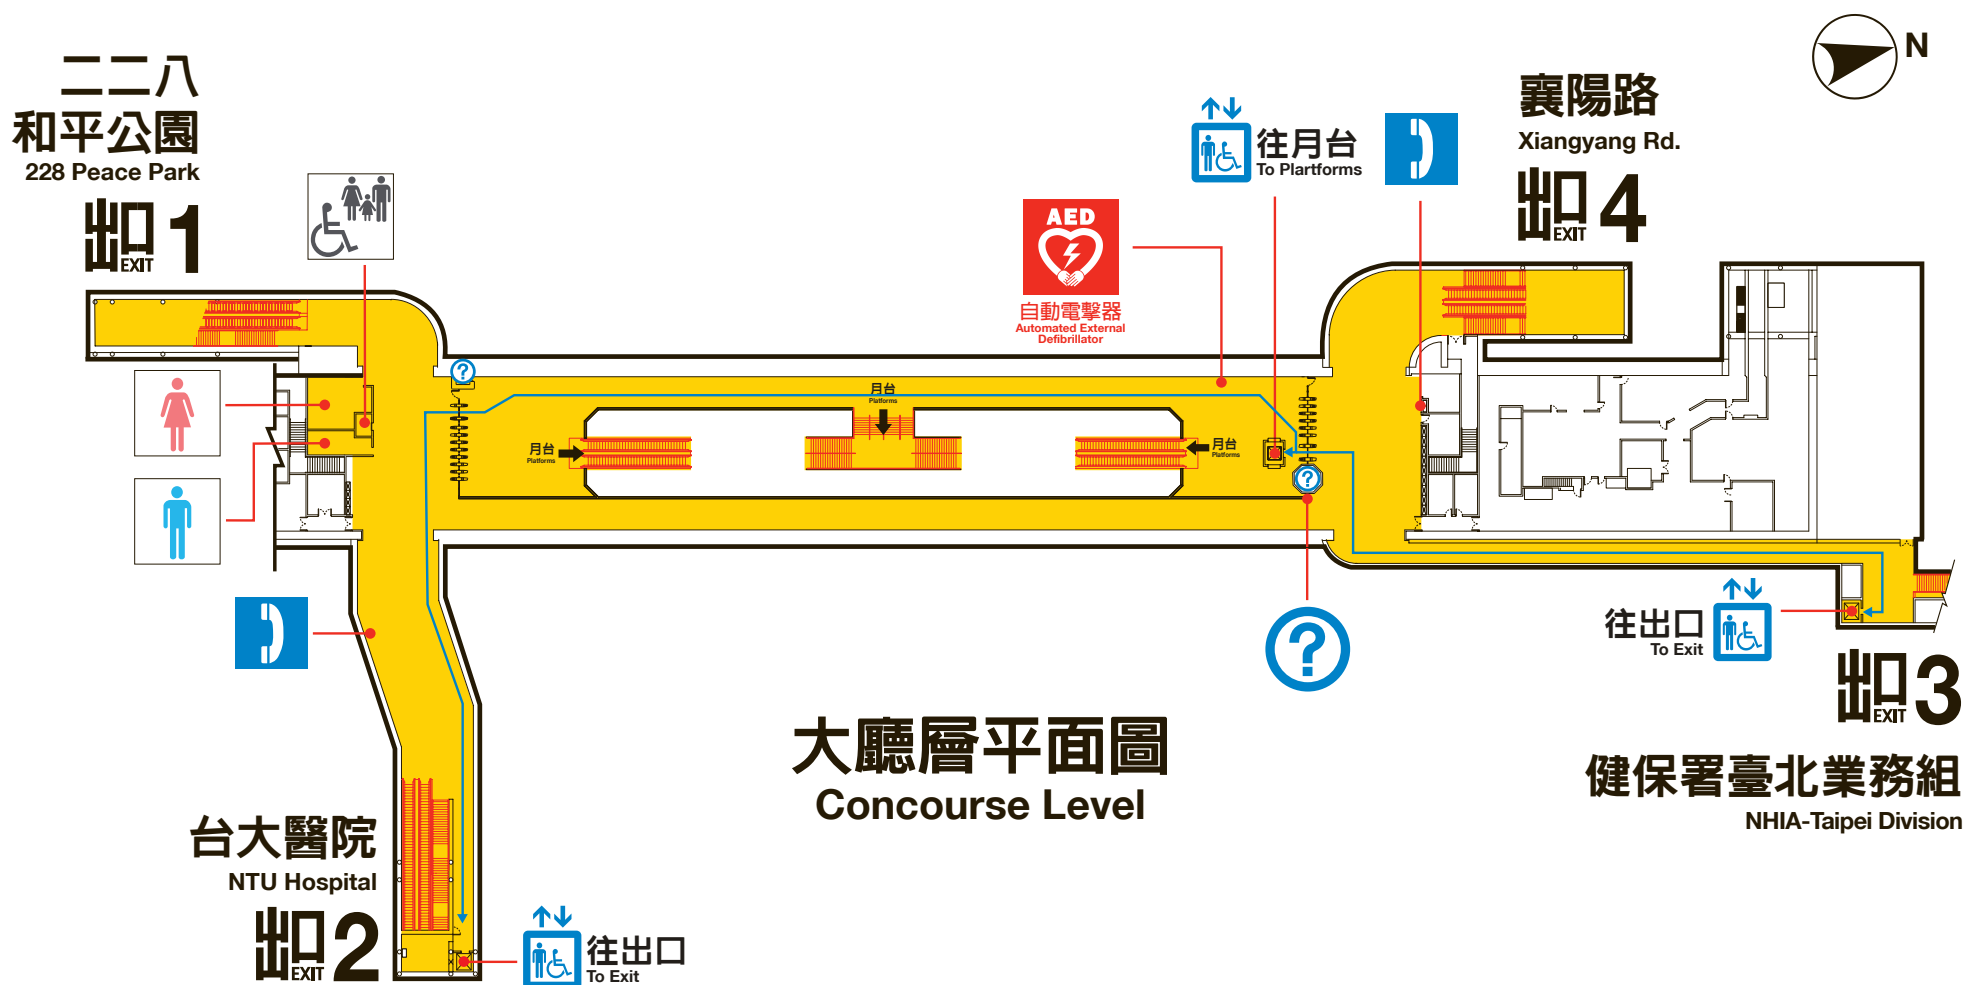 二二八
和平公園
228 Peace Park
出口 EXIT 1
N
襄陽路
Xiangyang Rd.
出口 EXIT 4
往月台
To Plartforms
AED
自動電擊器
Automated External
Defibrillator
?
月台
Platforms
月台
Platforms
月台
Platforms
?
?
往出口
To Exit
出口 EXIT 3
健保署臺北業務組
NHIA-Taipei Division
大廳層平面圖
Concourse Level
台大醫院
NTU Hospital
出口 EXIT 2
往出口
To Exit